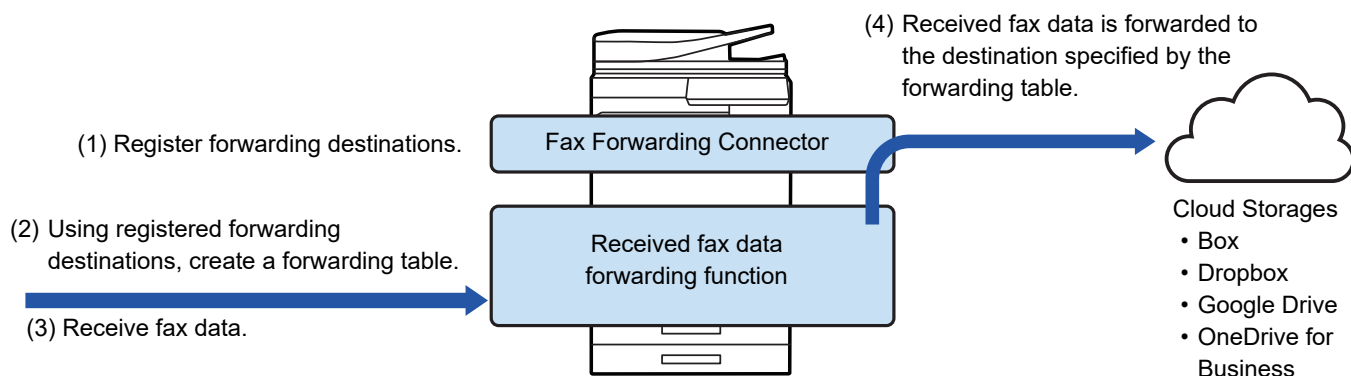 (1) Register forwarding destinations.
(2) Using registered forwarding
destinations, create a forwarding table.
(3) Receive fax data.
Fax Forwarding Connector
Received fax data
forwarding function
(4) Received fax data is forwarded to
the destination specified by the
forwarding table.
Cloud Storages
• Box
• Dropbox
• Google Drive
• OneDrive for
Business